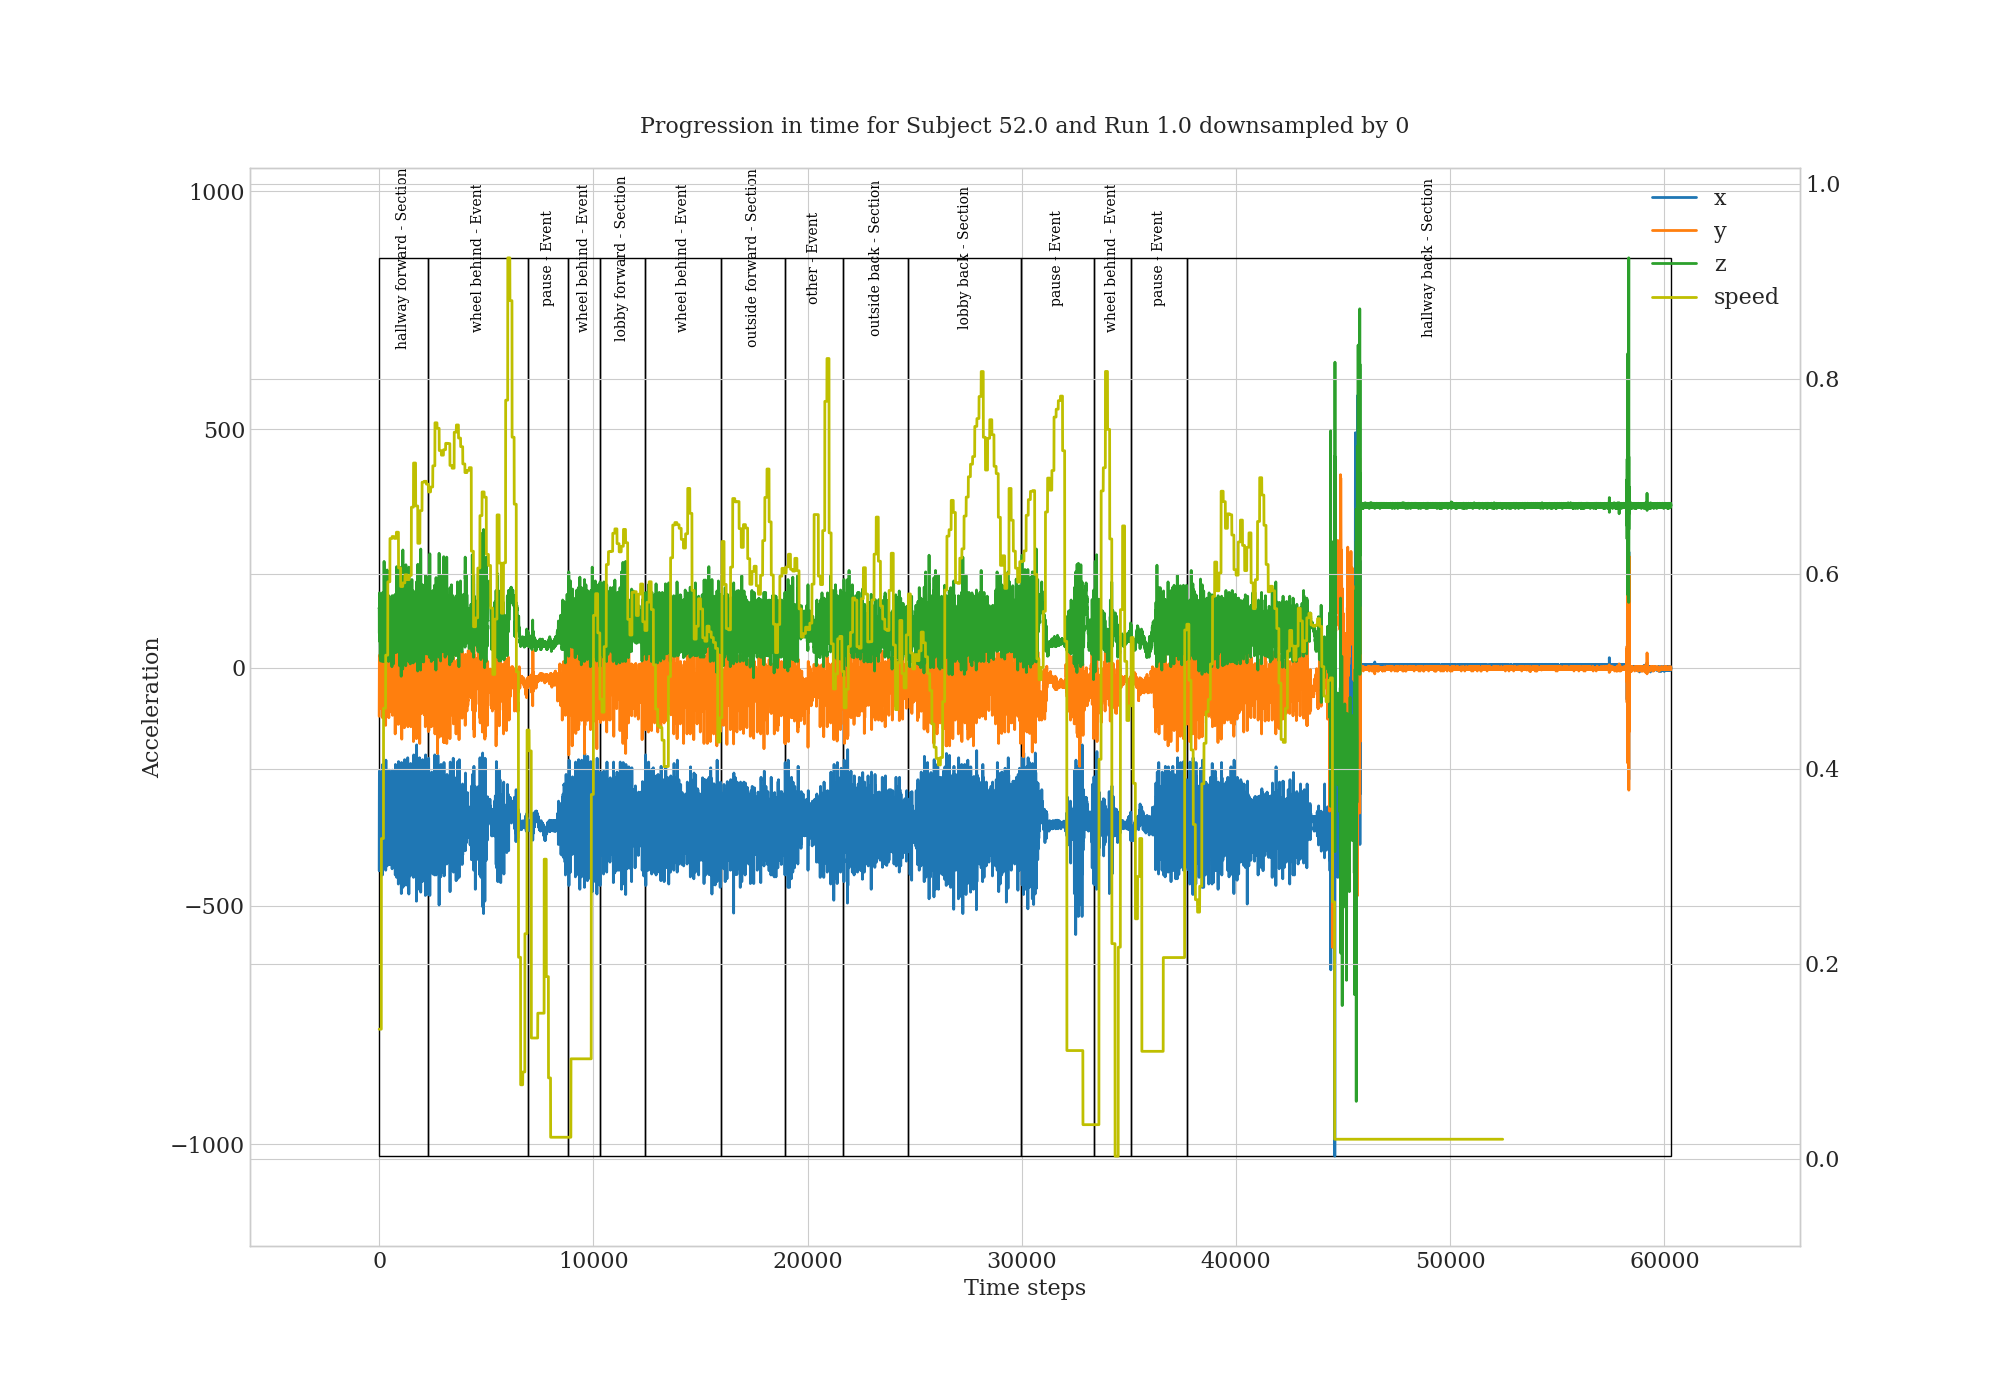 Progression in time for Subject 52.0 and Run 1.0 downsampled by 0
1000
500
0
−500
−1000
Acceleration
hallway forward - Section
wheel behind - Event
pause - Event
wheel behind - Event
lobby forward - Section
wheel behind - Event
outside forward - Section
other - Event
outside back - Section
lobby back - Section
pause - Event
wheel behind - Event
pause - Event
hallway back - Section
x
y
z
speed
1.0
0.8
0.6
0.4
0.2
0.0
0 10000 20000 30000 40000 50000 60000
Time steps